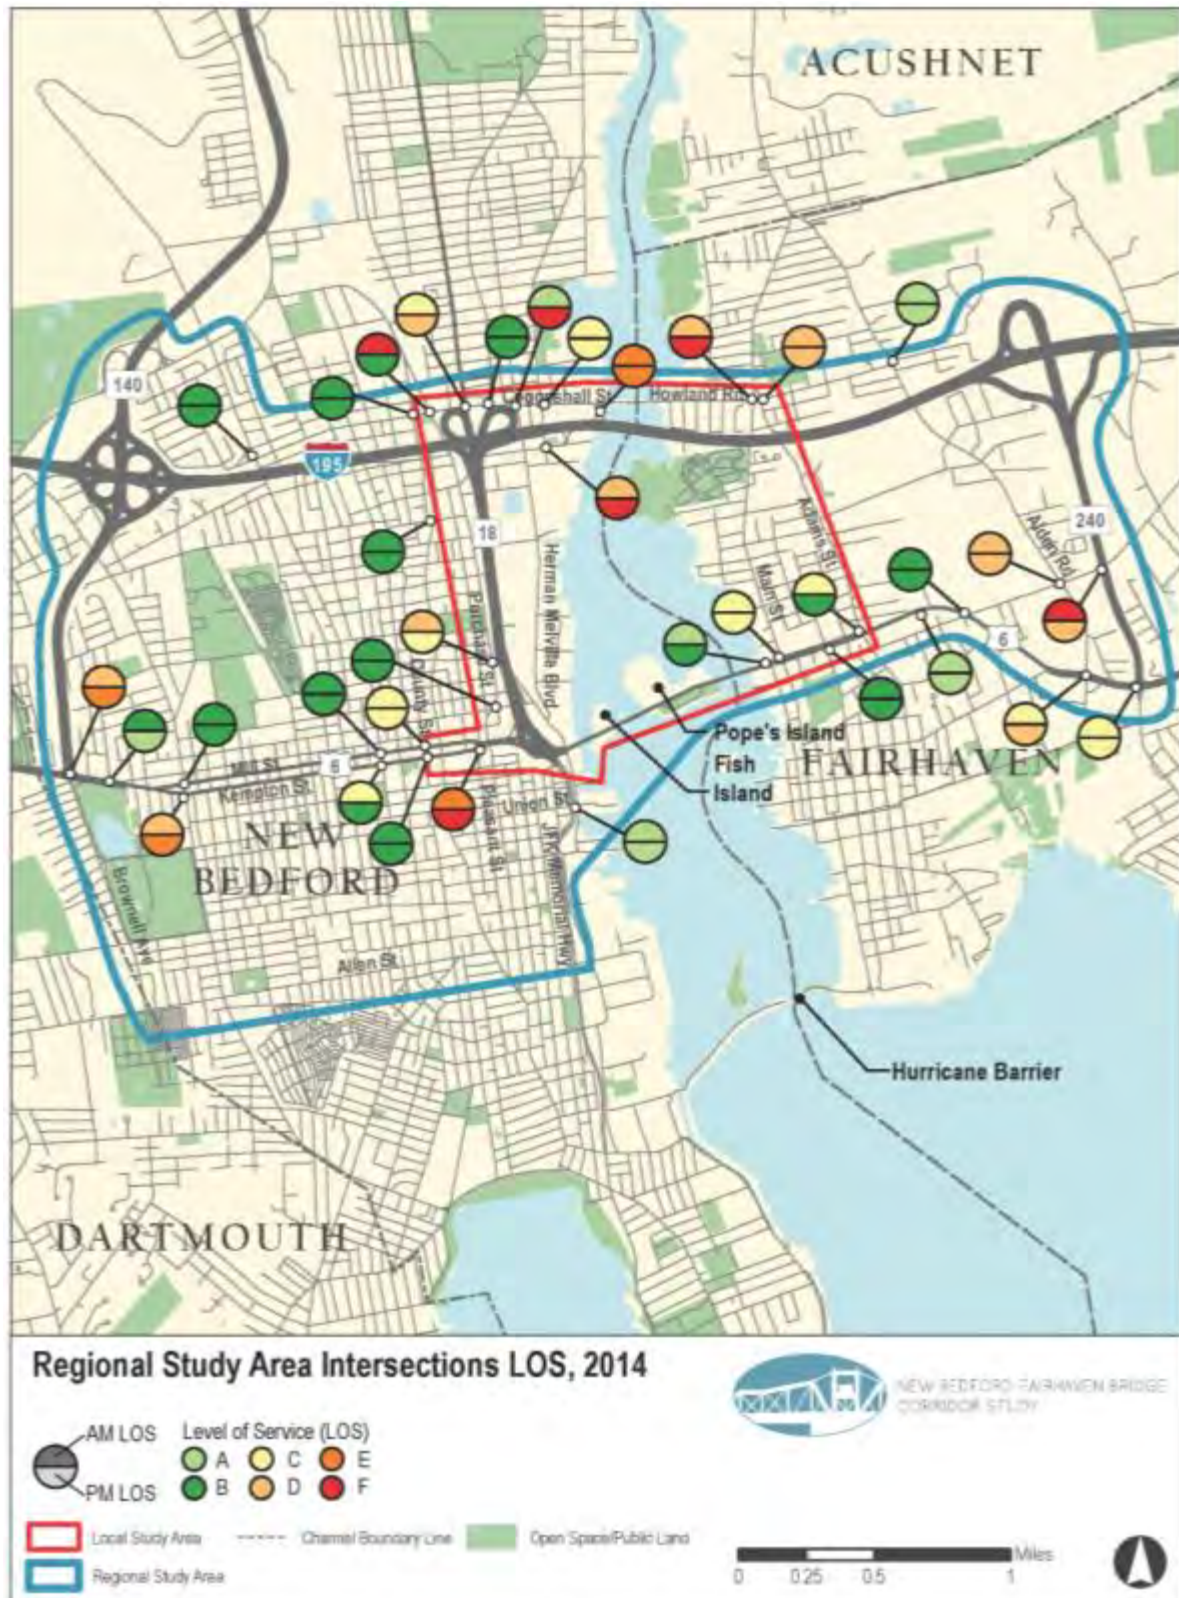 ACUSHNET
140
Coggeshall St.
Howland Rd.
195
18
Herman Melville Blvd.
Purchase St.
County St.
Adams St.
Main St.
Alden Rd.
240
6
Pope's Island
Fish
Island
FAIRHAVEN
Mill St.
6
Kempton St.
Union St.
Pleasant St.
JFK Memorial Hwy
NEW
BEDFORD
Brownell Ave
Allen St.
Hurricane Barrier
DARTMOUTH
Regional Study Area Intersections LOS, 2014
NEW BEDFORD-FAIRHAVEN BRIDGE
CORRIDOR STUDY
AM LOS
PM LOS
Level of Service (LOS)
A C E
B D F
Local Study Area
Channel Boundary Line
Open Space/Public Land
Regional Study Area
Miles
0 0.25 0.5 1